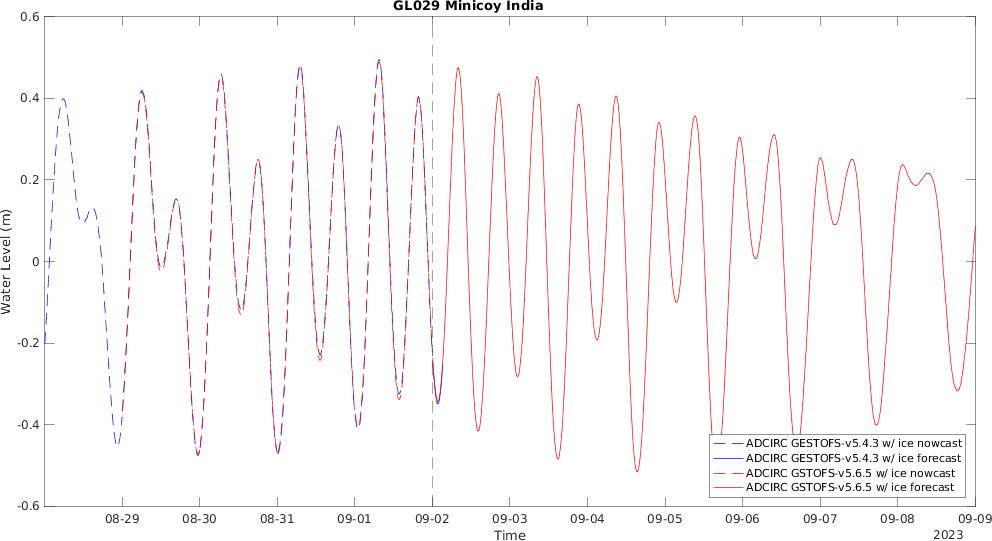 GL029 Minicoy India
0.6
0.4
0.2
0
-0.2
-0.4
-0.6
Water Level (m)
08-29 08-30 08-31 09-01 09-02 09-03 09-04 09-05 09-06 09-07 09-08 09-09
Time
2023
ADCIRC GESTOFS-v5.4.3 w/ ice nowcast
ADCIRC GESTOFS-v5.4.3 w/ ice forecast
ADCIRC GSTOFS-v5.6.5 w/ ice nowcast
ADCIRC GSTOFS-v5.6.5 w/ ice forecast